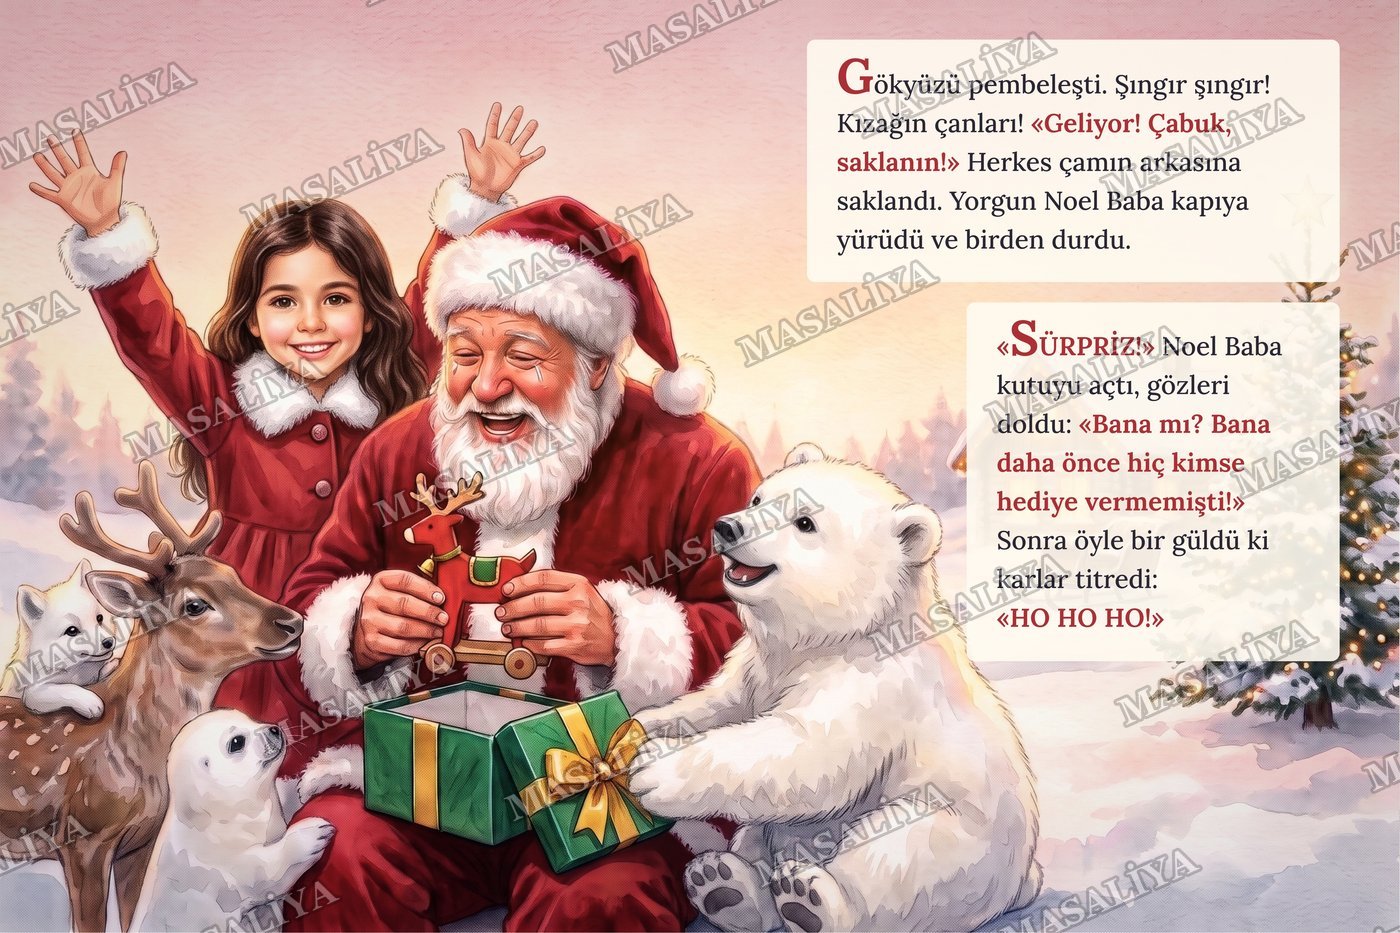 Gökyüzü pembeleşti. Şıngır şıngır!
Kızağın çanları! «Geliyor! Çabuk,
saklanın!» Herkes çamın arkasına
saklandı. Yorgun Noel Baba kapıya
yürüdü ve birden durdu.
«SÜRPRİZ!» Noel Baba
kutuyu açtı, gözleri
doldu: «Bana mı? Bana
daha önce hiç kimse
hediye vermemişti!»
Sonra öyle bir güldü ki
karlar titredi:
«HO HO HO!»
MASALİYA